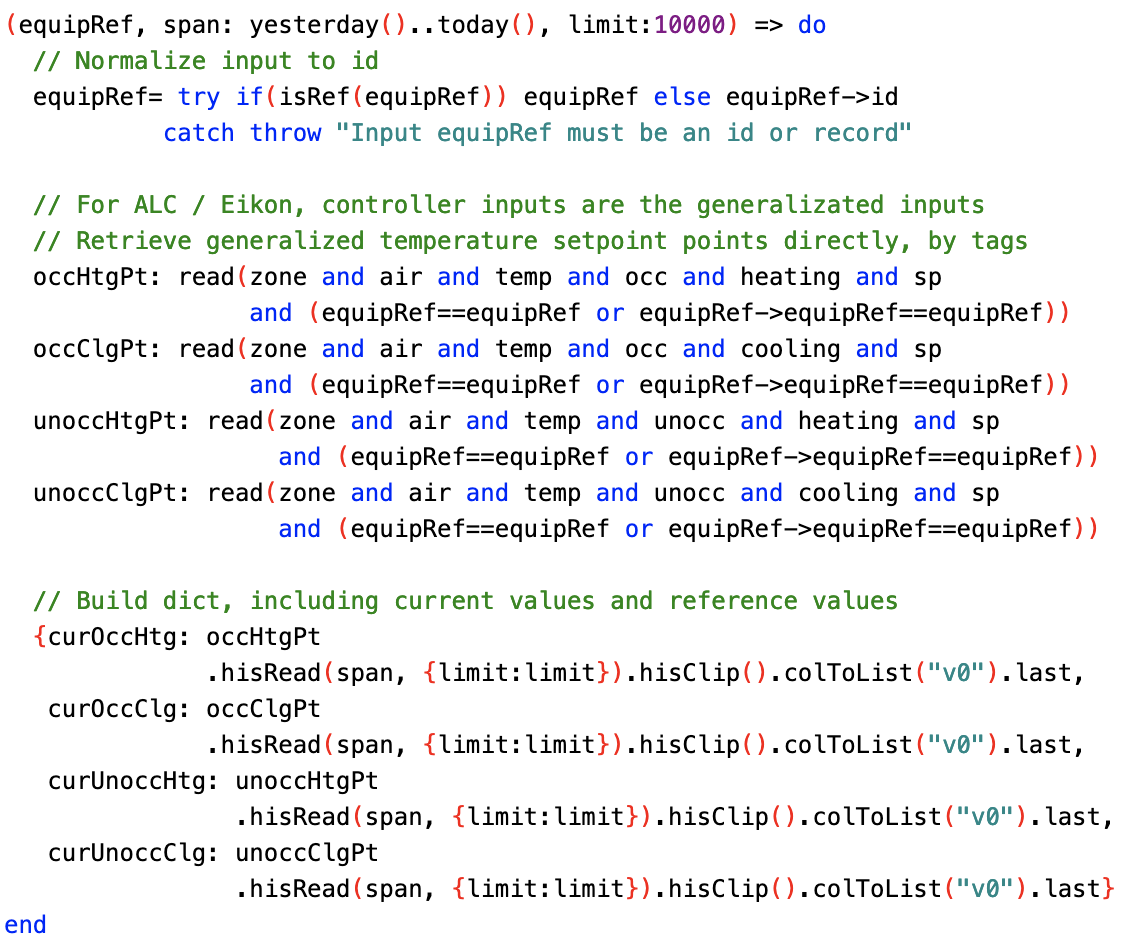 (equipRef, span: yesterday()..today(), limit:10000) => do
  // Normalize input to id
  equipRef= try if(isRef(equipRef)) equipRef else equipRef->id
           catch throw "Input equipRef must be an id or record"

  // For ALC / Eikon, controller inputs are the generalizated inputs
  // Retrieve generalized temperature setpoint points directly, by tags
  occHtgPt: read(zone and air and temp and occ and heating and sp
                 and (equipRef==equipRef or equipRef->equipRef==equipRef))
  occClgPt: read(zone and air and temp and occ and cooling and sp
                 and (equipRef==equipRef or equipRef->equipRef==equipRef))
  unoccHtgPt: read(zone and air and temp and unocc and heating and sp
                   and (equipRef==equipRef or equipRef->equipRef==equipRef))
  unoccClgPt: read(zone and air and temp and unocc and cooling and sp
                   and (equipRef==equipRef or equipRef->equipRef==equipRef))

  // Build dict, including current values and reference values
  {curOccHtg: occHtgPt
              .hisRead(span, {limit:limit}).hisClip().colToList("v0").last,
   curOccClg: occClgPt
              .hisRead(span, {limit:limit}).hisClip().colToList("v0").last,
   curUnoccHtg: unoccHtgPt
                .hisRead(span, {limit:limit}).hisClip().colToList("v0").last,
   curUnoccClg: unoccClgPt
                .hisRead(span, {limit:limit}).hisClip().colToList("v0").last}
end